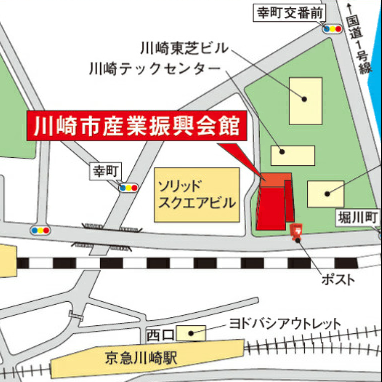 幸町交番前
→国道1号線
川崎東芝ビル
川崎テックセンター
川崎市産業振興会館
幸町
ソリッド
スクエアビル
堀川町
ポスト
ヨドバシアウトレット
西口
京急川崎駅